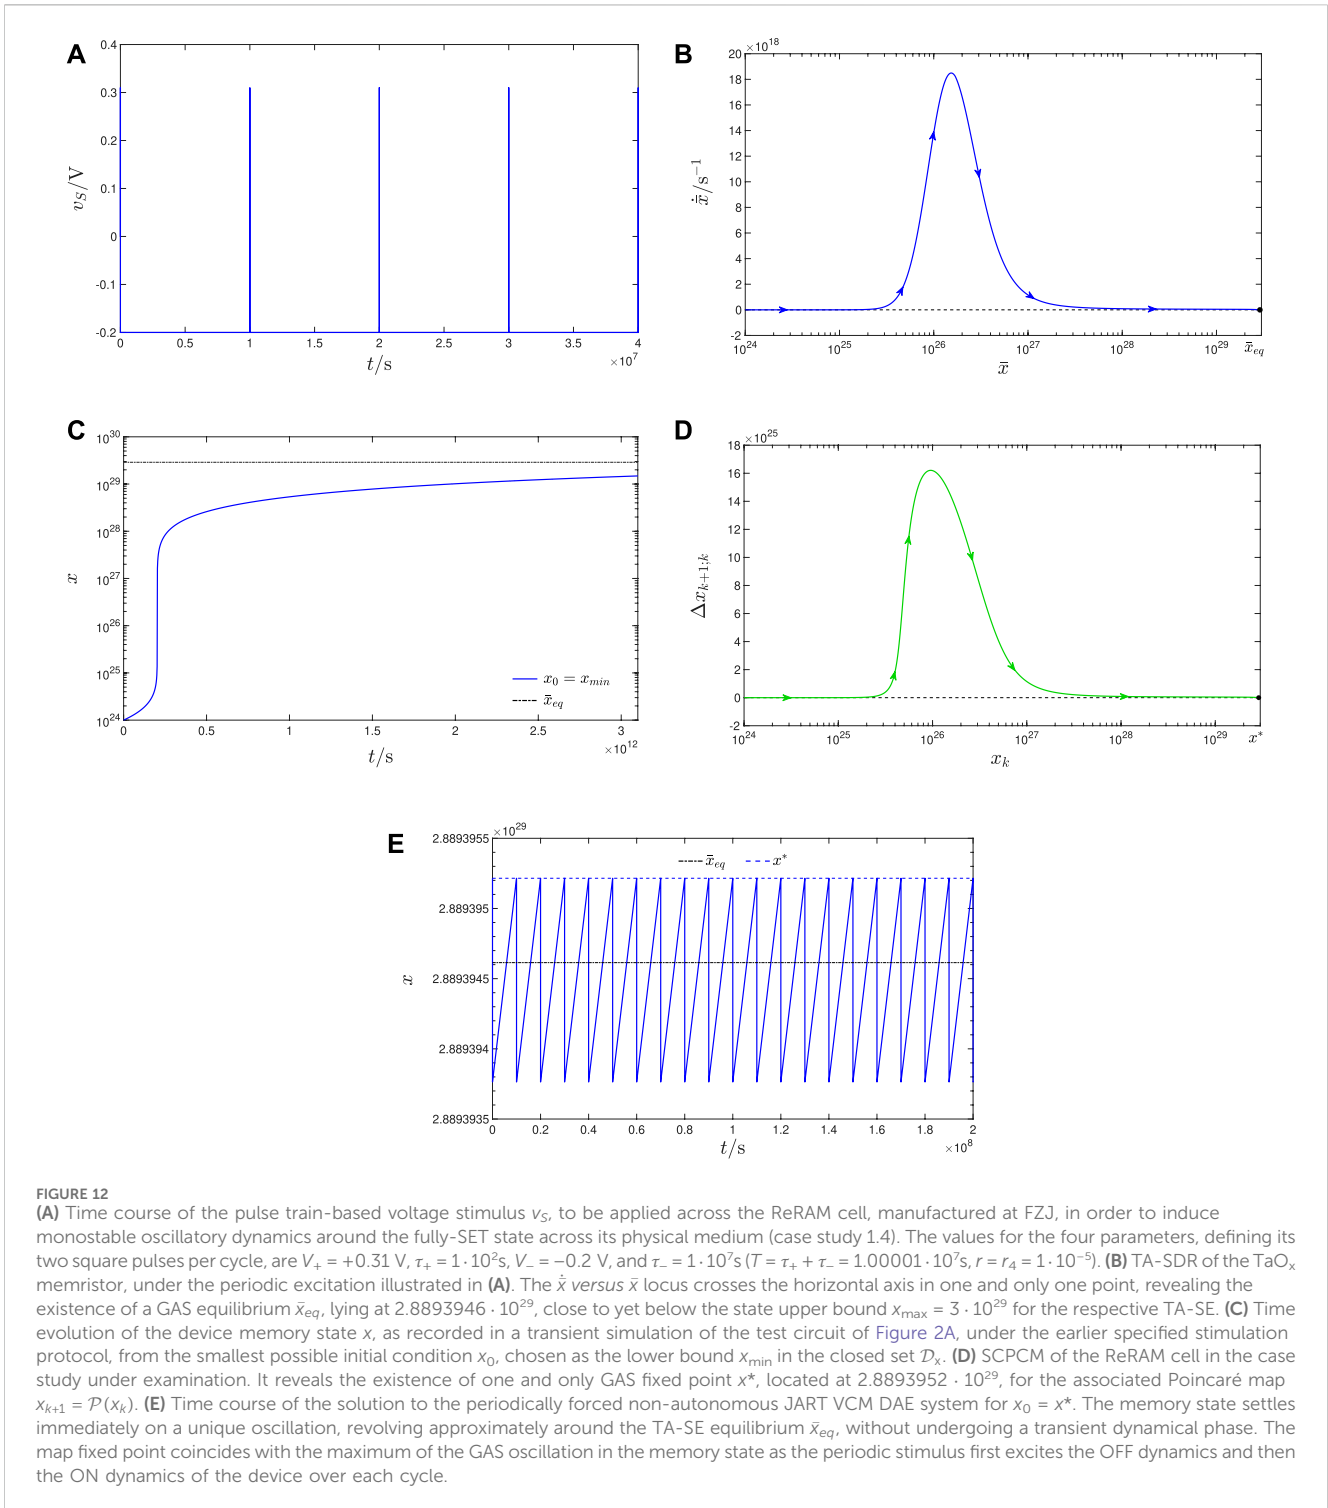 A
v_S/V
0.4
0.3
0.2
0.1
0
-0.1
-0.2
0 0.5 1 1.5 2 2.5 3 3.5 4
×10^7
t/s
B
×10^18
ẋ̄/s^−1
20
18
16
14
12
10
8
6
4
2
0
-2
10^24 10^25 10^26 10^27 10^28 10^29 x̄_eq
x̄
C
x
10^30
10^29
10^28
10^27
10^26
10^25
10^24
x_0 = x_min
x̄_eq
0 0.5 1 1.5 2 2.5 3
×10^12
t/s
D
×10^25
Δx_{k+1;k}
18
16
14
12
10
8
6
4
2
0
-2
10^24 10^25 10^26 10^27 10^28 10^29 x*
x_k
E
×10^29
x̄_eq x*
x
2.8893955
2.889395
2.8893945
2.889394
2.8893935
0 0.2 0.4 0.6 0.8 1 1.2 1.4 1.6 1.8 2
×10^8
t/s
FIGURE 12
(A) Time course of the pulse train-based voltage stimulus v_S, to be applied across the ReRAM cell, manufactured at FZJ, in order to induce
monostable oscillatory dynamics around the fully-SET state across its physical medium (case study 1.4). The values for the four parameters, defining its
two square pulses per cycle, are V_+ = +0.31 V, τ_+ = 1·10^2s, V_− = −0.2 V, and τ_− = 1·10^7s (T = τ_+ + τ_− = 1.00001·10^7s, r = r_4 = 1·10^−5). (B) TA-SDR of the TaO_x
memristor, under the periodic excitation illustrated in (A). The ẋ̄ versus x̄ locus crosses the horizontal axis in one and only one point, revealing the
existence of a GAS equilibrium x̄_eq, lying at 2.8893946 · 10^29, close to yet below the state upper bound x_max = 3·10^29 for the respective TA-SE. (C) Time
evolution of the device memory state x, as recorded in a transient simulation of the test circuit of Figure 2A, under the earlier specified stimulation
protocol, from the smallest possible initial condition x_0, chosen as the lower bound x_min in the closed set 𝒟_x. (D) SCPCM of the ReRAM cell in the case
study under examination. It reveals the existence of one and only GAS fixed point x*, located at 2.8893952 · 10^29, for the associated Poincaré map
x_{k+1} = 𝒫(x_k). (E) Time course of the solution to the periodically forced non-autonomous JART VCM DAE system for x_0 = x*. The memory state settles
immediately on a unique oscillation, revolving approximately around the TA-SE equilibrium x̄_eq, without undergoing a transient dynamical phase. The
map fixed point coincides with the maximum of the GAS oscillation in the memory state as the periodic stimulus first excites the OFF dynamics and then
the ON dynamics of the device over each cycle.